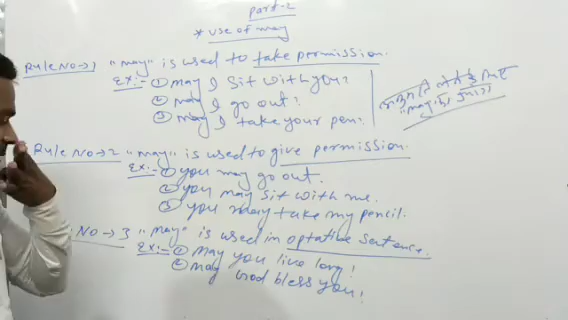 Part-2
* Use of may
Rule No → 1 "may" is used to take permission.
Ex:- ① may I sit with you?
② may I go out?
③ may I take your pen?
Rule No → 2 "may" is used to give permission.
Ex:- ① you may go out.
② you may sit with me.
③ you may take my pencil.
No → 3 "may" is used in optative sentence.
Ex:- ① may you live long!
② may God bless you!